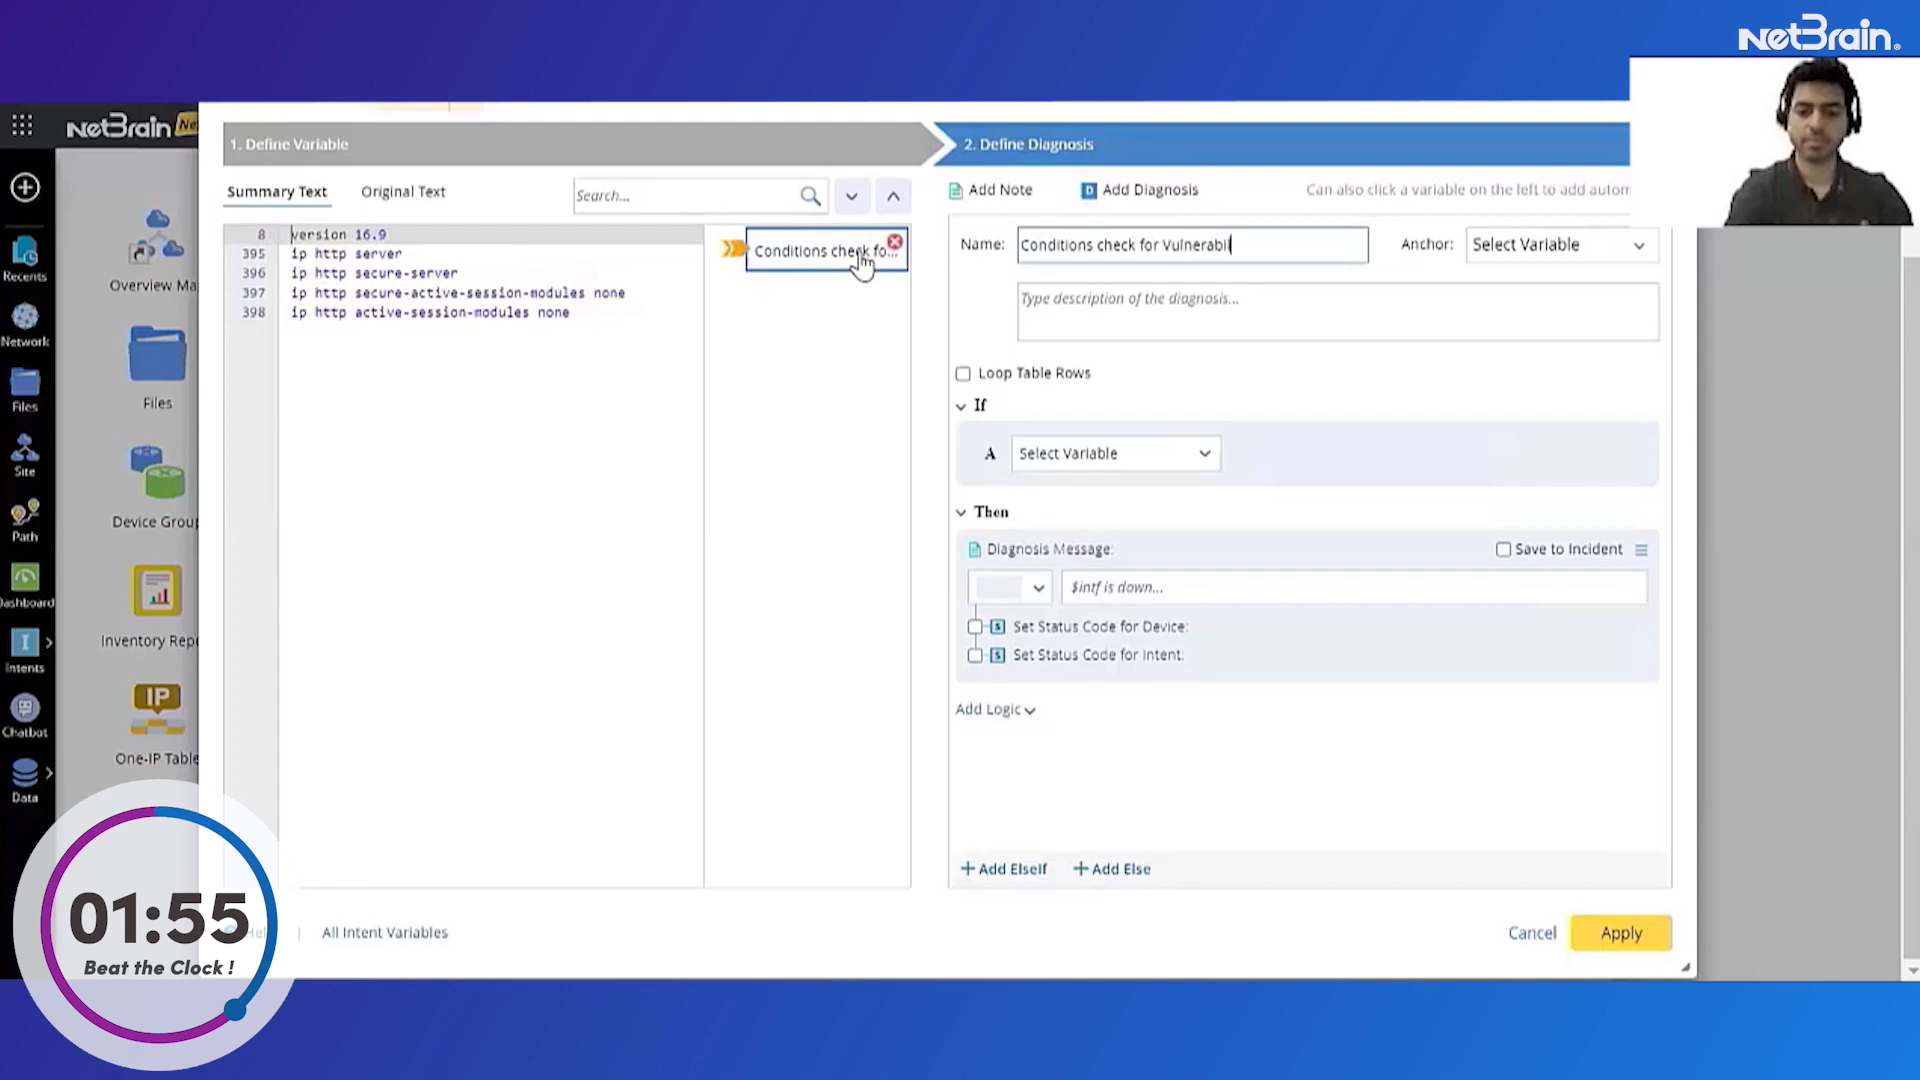 NetBrain
NetBrain
Ne
1. Define Variable
2. Define Diagnosis
Summary Text
Original Text
Search...
Add Note
Add Diagnosis
Can also click a variable on the left to add autom
8 version 16.9
395 ip http server
396 ip http secure-server
397 ip http secure-active-session-modules none
398 ip http active-session-modules none
Conditions check fo...
Name:
Conditions check for Vulnerabil
Anchor:
Select Variable
Type description of the diagnosis...
Loop Table Rows
If
A
Select Variable
Then
Diagnosis Message:
Save to Incident
$intf is down...
Set Status Code for Device:
Set Status Code for Intent:
Add Logic
+ Add ElseIf
+ Add Else
All Intent Variables
Cancel
Apply
Recents
Network
Files
Site
Path
Dashboard
Intents
Chatbot
Data
Overview Ma
Files
Device Grou
Inventory Rep
IP
One-IP Table
01:55
Beat the Clock !